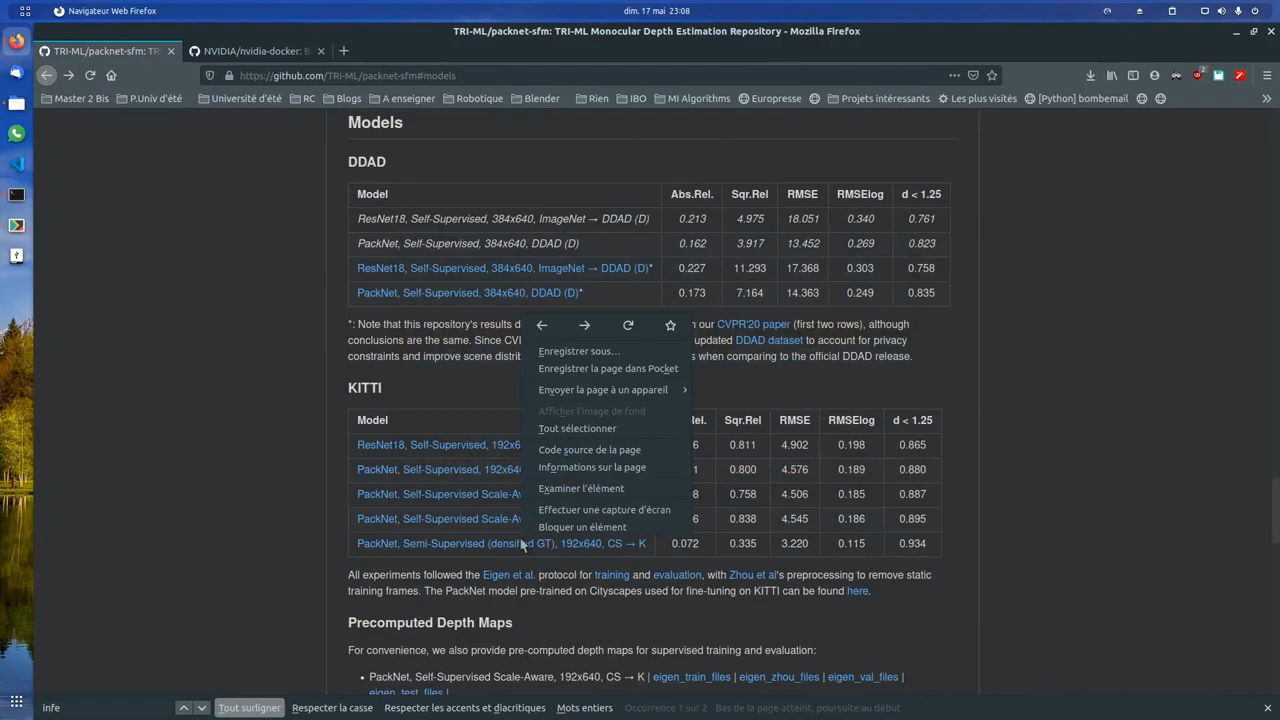 Navigateur Web Firefox
dim. 17 mai 23:08
TRI-ML/packnet-sfm: TRI-ML Monocular Depth Estimation Repository - Mozilla Firefox
TRI-ML/packnet-sfm: TRI
NVIDIA/nvidia-docker: B
https://github.com/TRI-ML/packnet-sfm#models
2
Master 2 Bis P.Univ d'été Université d'été RC Blogs A enseigner Robotique Blender Rien IBO MI Algorithms Europresse Projets intéressants Les plus visités [Python] bombemail
Models
DDAD
Model Abs.Rel. Sqr.Rel RMSE RMSElog d < 1.25
ResNet18, Self-Supervised, 384x640, ImageNet → DDAD (D) 0.213 4.975 18.051 0.340 0.761
PackNet, Self-Supervised, 384x640, DDAD (D) 0.162 3.917 13.452 0.269 0.823
ResNet18, Self-Supervised, 384x640, ImageNet → DDAD (D)* 0.227 11.293 17.368 0.303 0.758
PackNet, Self-Supervised, 384x640, DDAD (D)* 0.173 7.164 14.363 0.249 0.835
*: Note that this repository's results d
m our CVPR'20 paper (first two rows), although
conclusions are the same. Since CV
updated DDAD dataset to account for privacy
constraints and improve scene distrib
s when comparing to the official DDAD release.
Enregistrer sous…
Enregistrer la page dans Pocket
Envoyer la page à un appareil
Afficher l'image de fond
Tout sélectionner
Code source de la page
Informations sur la page
Examiner l'élément
Effectuer une capture d'écran
Bloquer un élément
KITTI
Model el. Sqr.Rel RMSE RMSElog d < 1.25
ResNet18, Self-Supervised, 192x6 6 0.811 4.902 0.198 0.865
PackNet, Self-Supervised, 192x640 1 0.800 4.576 0.189 0.880
PackNet, Self-Supervised Scale-Aw 8 0.758 4.506 0.185 0.887
PackNet, Self-Supervised Scale-Aw 6 0.838 4.545 0.186 0.895
PackNet, Semi-Supervised (densified GT), 192x640, CS → K 0.072 0.335 3.220 0.115 0.934
All experiments followed the Eigen et al. protocol for training and evaluation, with Zhou et al's preprocessing to remove static
training frames. The PackNet model pre-trained on Cityscapes used for fine-tuning on KITTI can be found here.
Precomputed Depth Maps
For convenience, we also provide pre-computed depth maps for supervised training and evaluation:
• PackNet, Self-Supervised Scale-Aware, 192x640, CS → K | eigen_train_files | eigen_zhou_files | eigen_val_files |
eigen_test_files |
infe
Tout surligner Respecter la casse Respecter les accents et diacritiques Mots entiers Occurrence 1 sur 2 Bas de la page atteint, poursuite au début